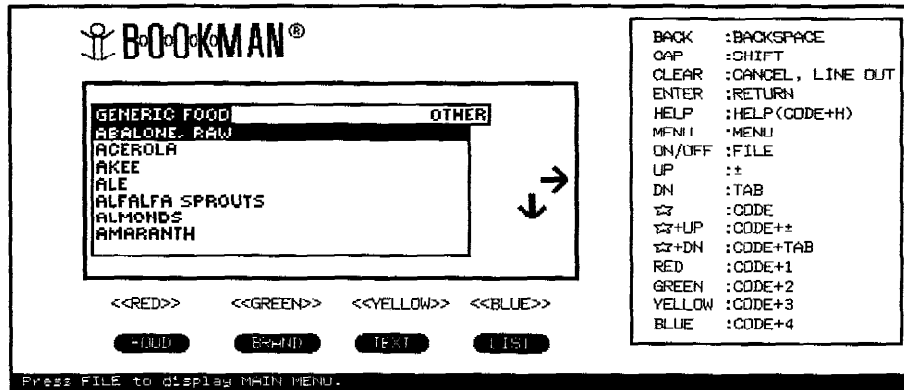 BOOKMAN®
GENERIC FOOD OTHER
ABALONE, RAW
ACEROLA
AKEE
ALE
ALFALFA SPROUTS
ALMONDS
AMARANTH
<<RED>> <<GREEN>> <<YELLOW>> <<BLUE>>
FOOD BRAND TEXT LIST
Press FILE to display MAIN MENU.
BACK :BACKSPACE
CAP :SHIFT
CLEAR :CANCEL, LINE OUT
ENTER :RETURN
HELP :HELP(CODE+H)
MENU :MENU
ON/OFF :FILE
UP :±
DN :TAB
☆ :CODE
☆+UP :CODE+±
☆+DN :CODE+TAB
RED :CODE+1
GREEN :CODE+2
YELLOW :CODE+3
BLUE :CODE+4